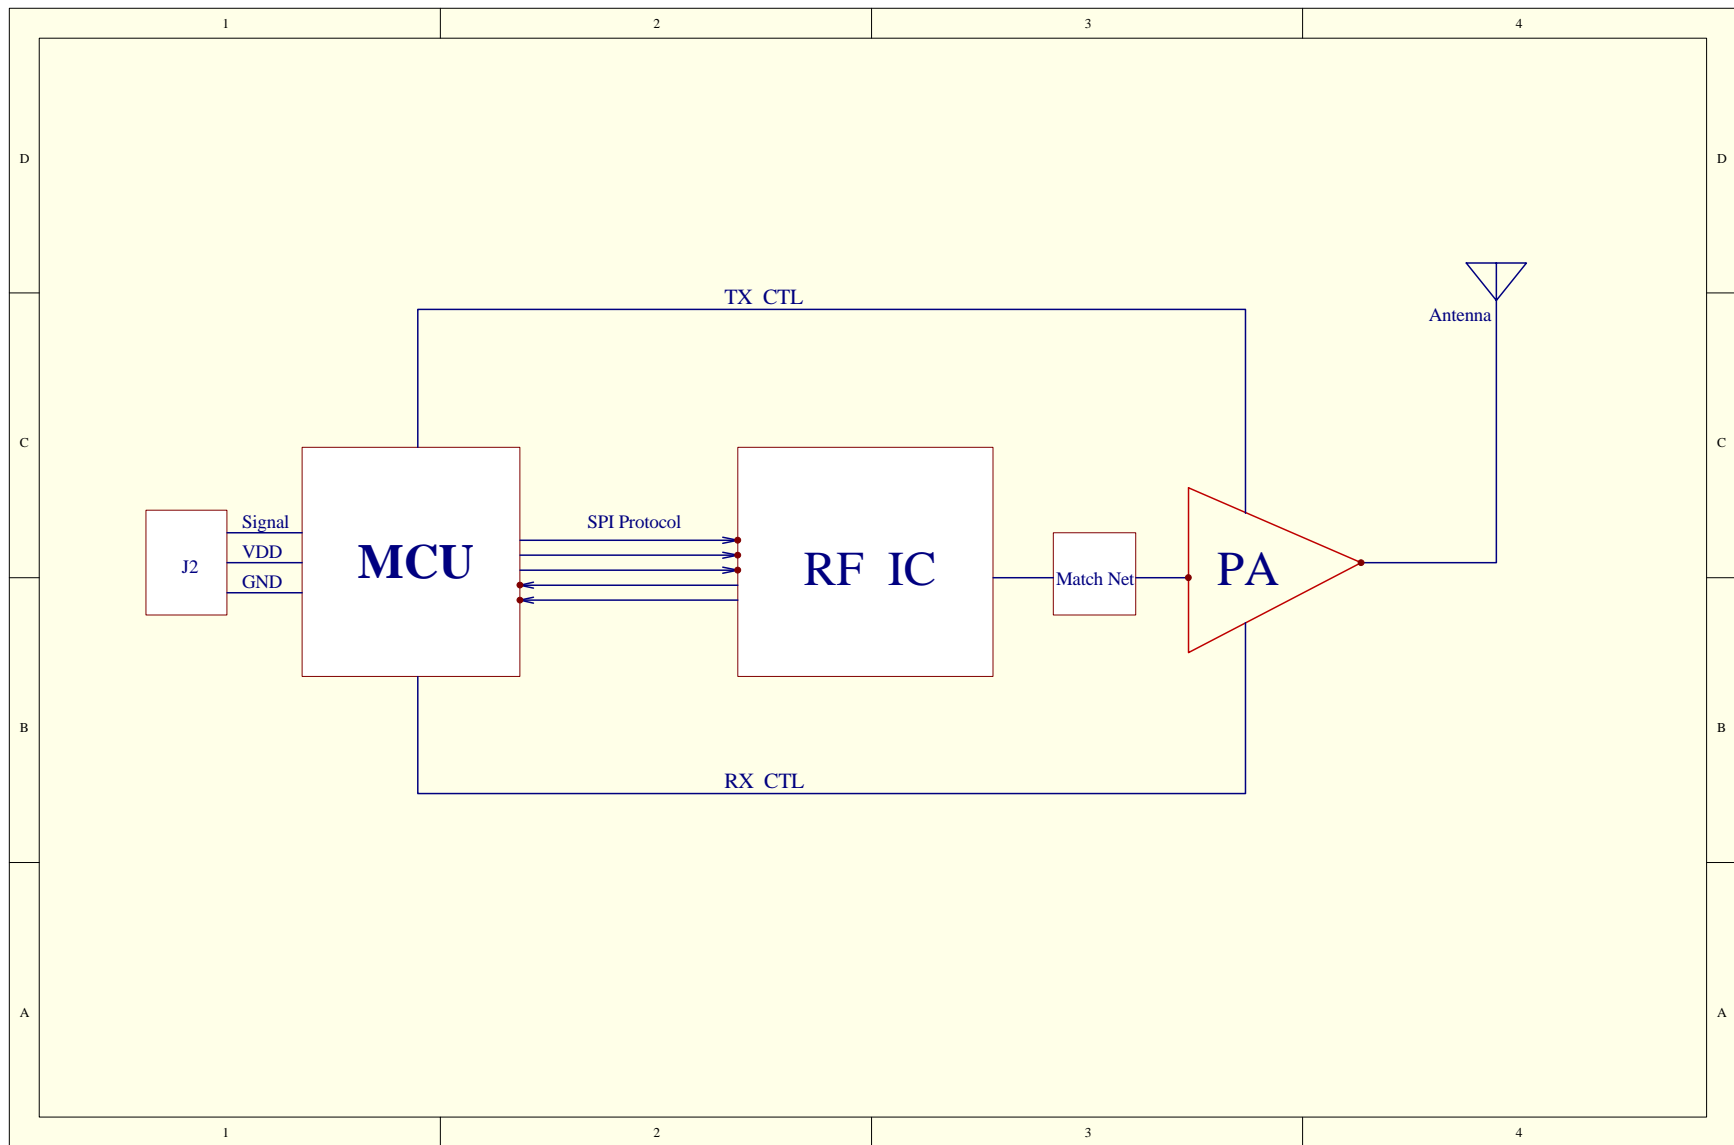 1 2 3 4
D D
TX CTL
Antenna
C C
Signal
SPI Protocol
VDD
MCU
J2
RF IC
PA
GND
Match Net
B B
RX CTL
A A
1 2 3 4